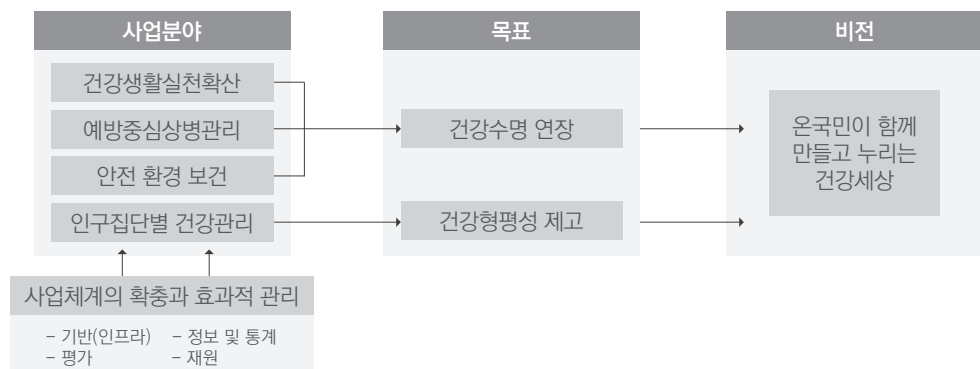 사업분야
건강생활실천확산
예방중심상병관리
안전 환경 보건
인구집단별 건강관리
사업체계의 확충과 효과적 관리
– 기반(인프라) – 정보 및 통계
– 평가 – 재원
목표
건강수명 연장
건강형평성 제고
비전
온국민이 함께
만들고 누리는
건강세상